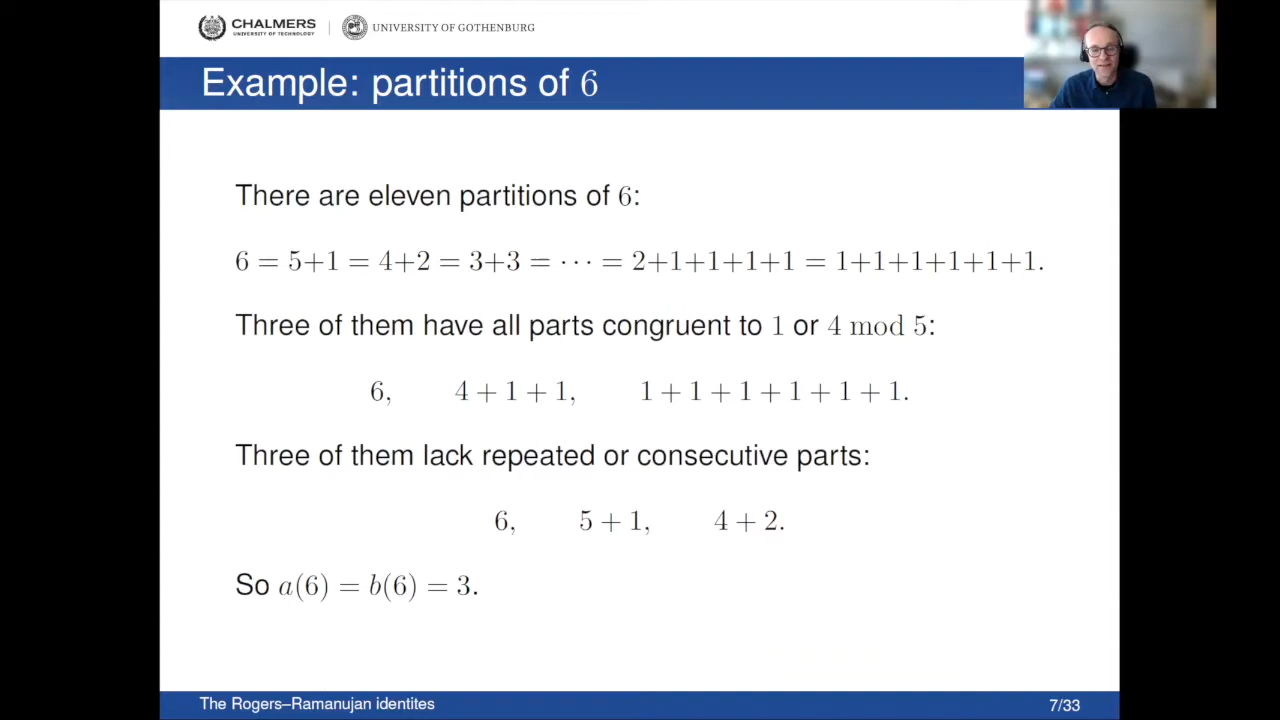 CHALMERS
UNIVERSITY OF TECHNOLOGY
UNIVERSITY OF GOTHENBURG
Example: partitions of 6
There are eleven partitions of 6:
6 = 5+1 = 4+2 = 3+3 = ··· = 2+1+1+1+1 = 1+1+1+1+1+1.
Three of them have all parts congruent to 1 or 4 mod 5:
6, 4 + 1 + 1, 1 + 1 + 1 + 1 + 1 + 1.
Three of them lack repeated or consecutive parts:
6, 5 + 1, 4 + 2.
So a(6) = b(6) = 3.
The Rogers–Ramanujan identites 7/33